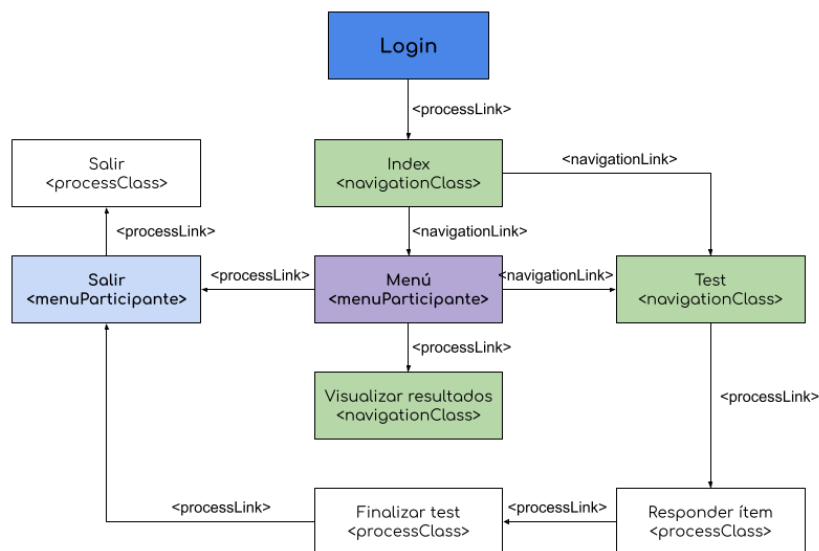 Login
<processLink>
Salir
<processClass>
Index
<navigationClass>
<navigationLink>
<processLink>
<navigationLink>
Salir
<menuParticipante>
<processLink>
Menú
<menuParticipante>
<navigationLink>
Test
<navigationClass>
<processLink>
Visualizar resultados
<navigationClass>
<processLink>
<processLink>
Finalizar test
<processClass>
<processLink>
Responder ítem
<processClass>